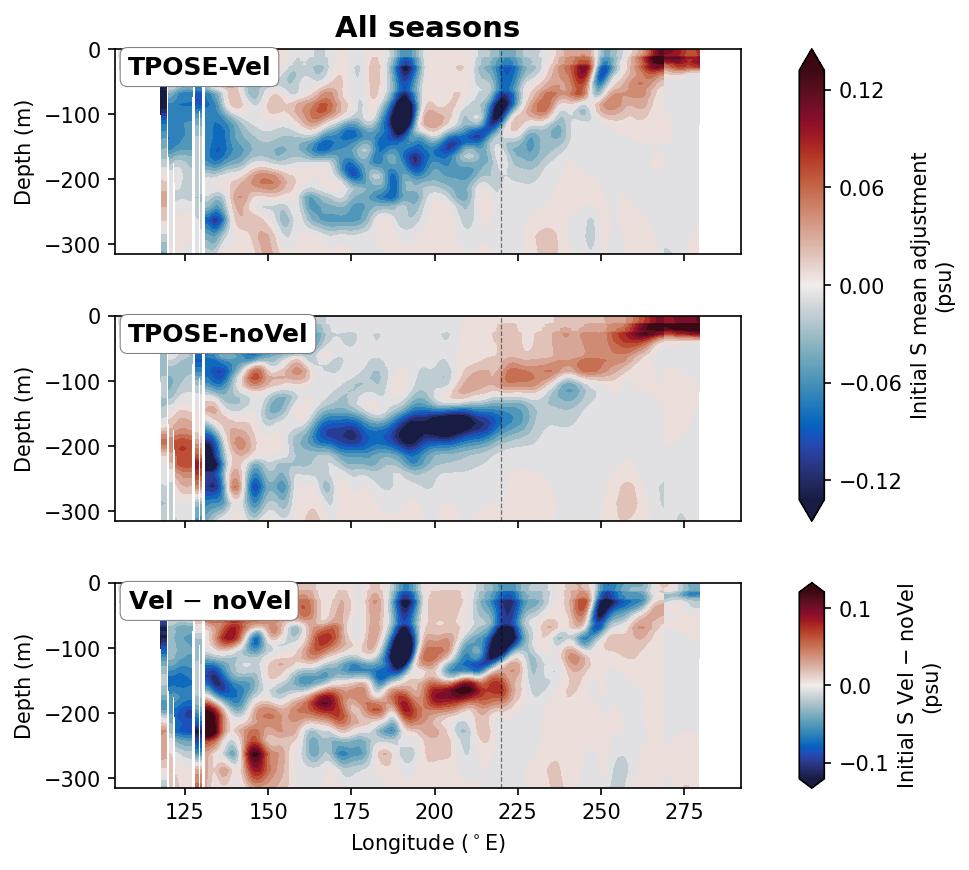 All seasons
TPOSE-Vel
0
−100
−200
−300
Depth (m)
TPOSE-noVel
0
−100
−200
−300
Depth (m)
Vel − noVel
0
−100
−200
−300
Depth (m)
125 150 175 200 225 250 275
Longitude (°E)
0.12
0.06
0.00
−0.06
−0.12
Initial S mean adjustment
(psu)
0.1
0.0
−0.1
Initial S Vel − noVel
(psu)